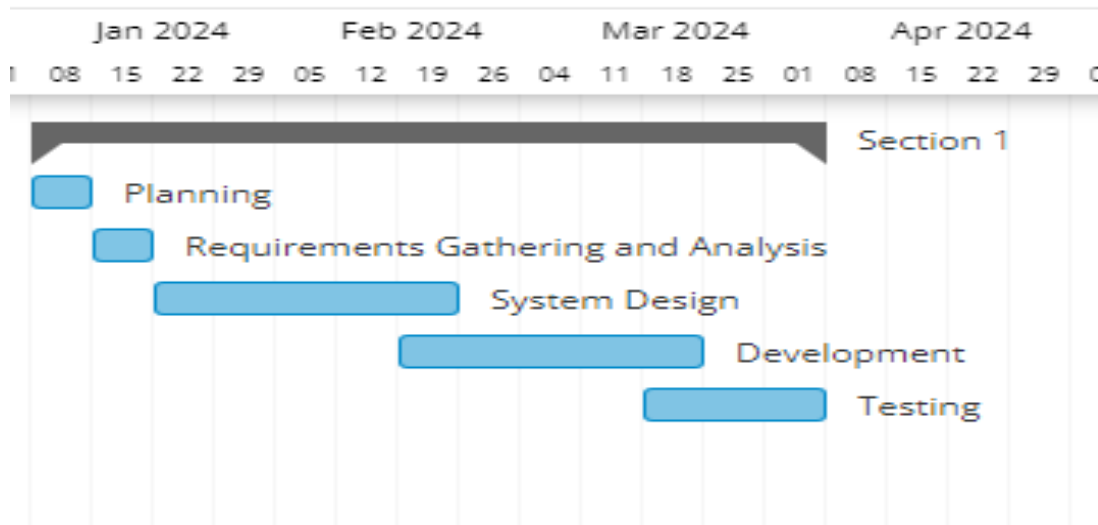 Jan 2024 Feb 2024 Mar 2024 Apr 2024
08 15 22 29 05 12 19 26 04 11 18 25 01 08 15 22 29
Section 1
Planning
Requirements Gathering and Analysis
System Design
Development
Testing